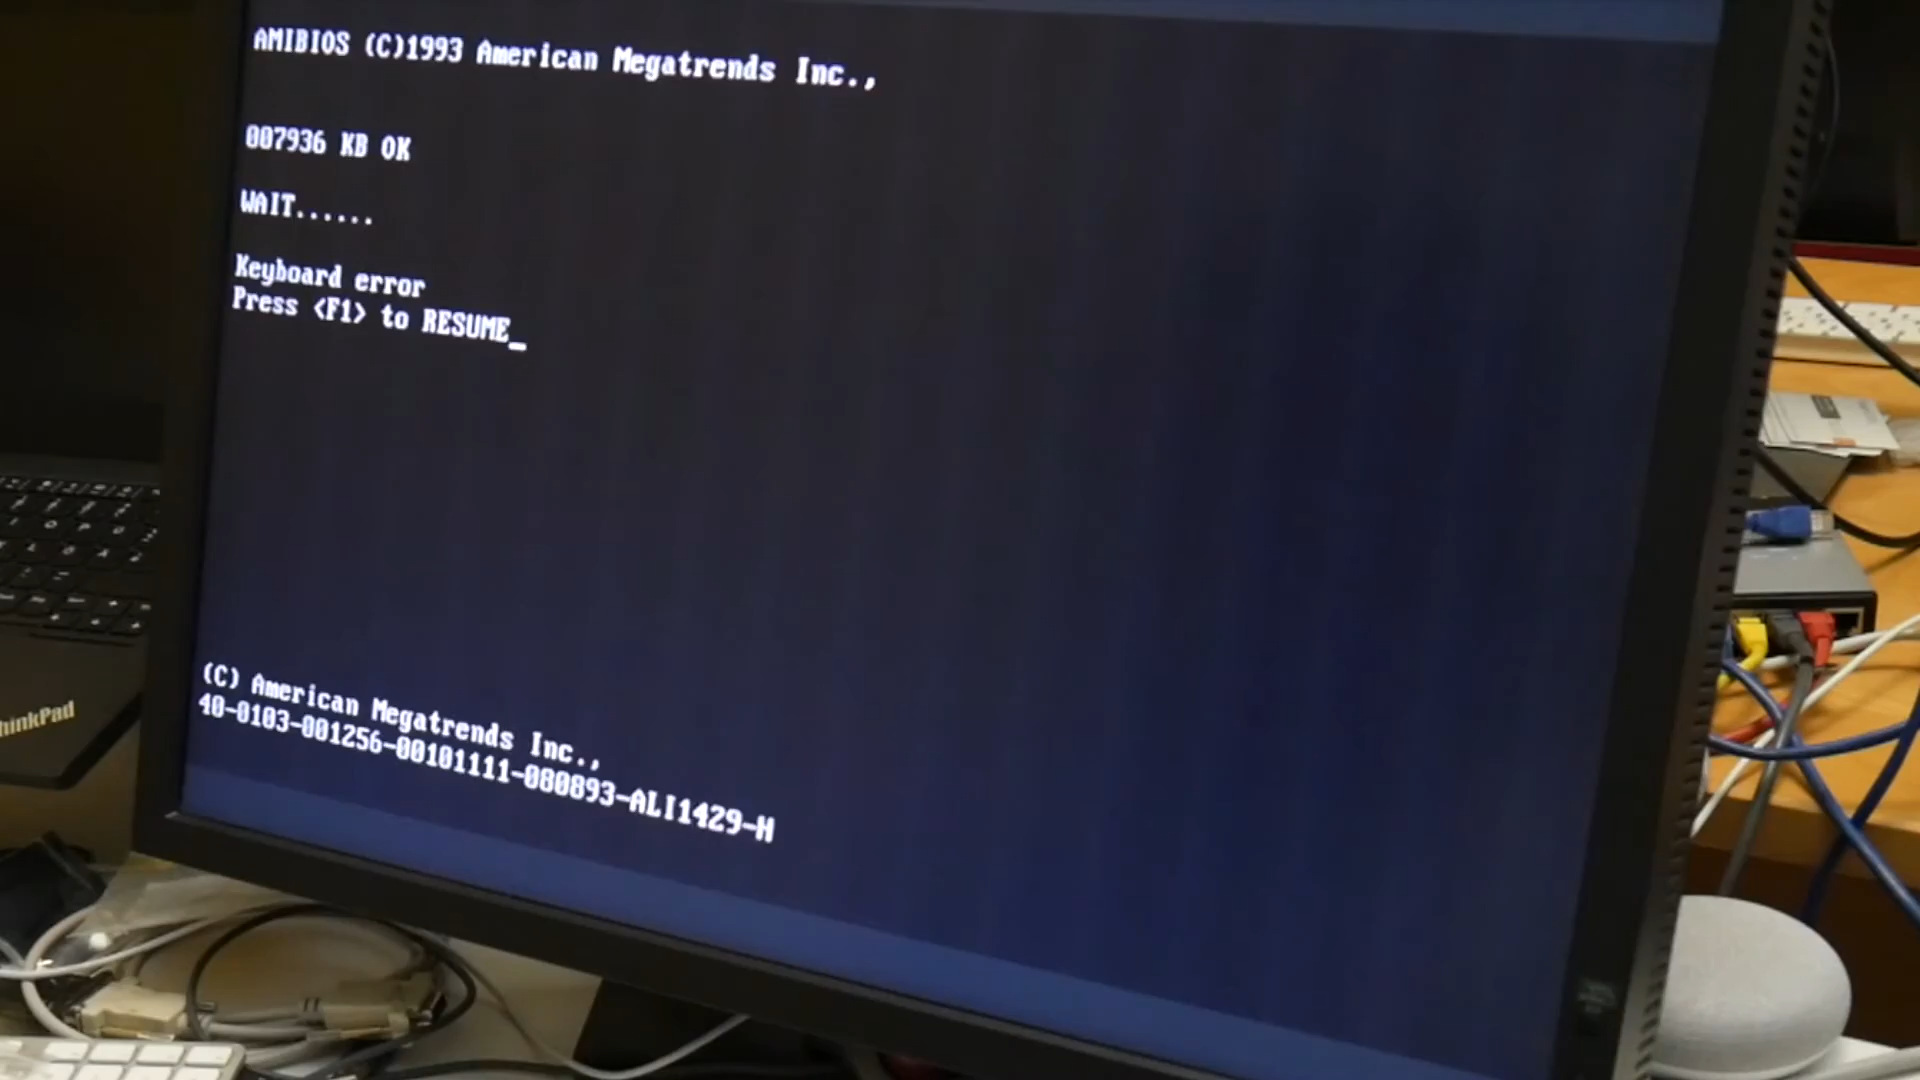 AMIBIOS (C)1993 American Megatrends Inc.,
007936 KB OK
WAIT......
Keyboard error
Press <F1> to RESUME_
(C) American Megatrends Inc.,
40-0103-001256-00101111-080893-ALI1429-H
hinkPad